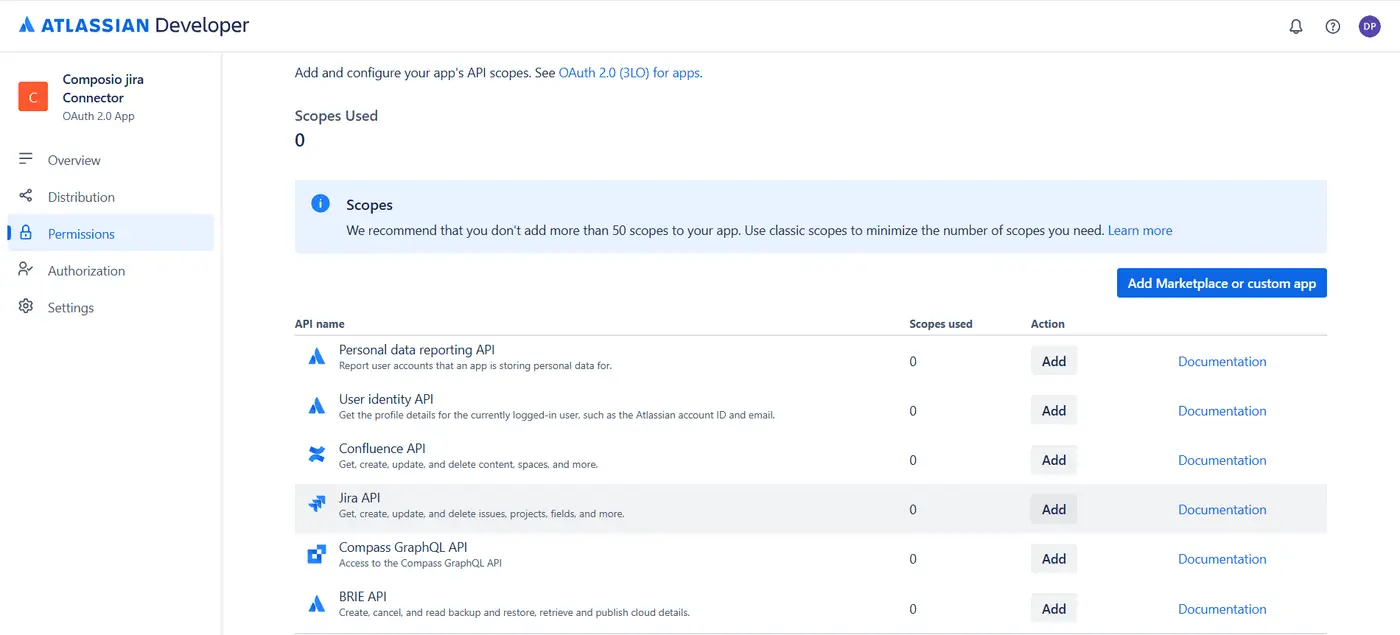 ATLASSIAN Developer
DP
C
Composio jira
Connector
OAuth 2.0 App
Overview
Distribution
Permissions
Authorization
Settings
Add and configure your app's API scopes. See OAuth 2.0 (3LO) for apps.
Scopes Used
0
Scopes
We recommend that you don't add more than 50 scopes to your app. Use classic scopes to minimize the number of scopes you need. Learn more
Add Marketplace or custom app
API name Scopes used Action
Personal data reporting API
Report user accounts that an app is storing personal data for.
0 Add Documentation
User identity API
Get the profile details for the currently logged-in user, such as the Atlassian account ID and email.
0 Add Documentation
Confluence API
Get, create, update, and delete content, spaces, and more.
0 Add Documentation
Jira API
Get, create, update, and delete issues, projects, fields, and more.
0 Add Documentation
Compass GraphQL API
Access to the Compass GraphQL API
0 Add Documentation
BRIE API
Create, cancel, and read backup and restore, retrieve and publish cloud details.
0 Add Documentation